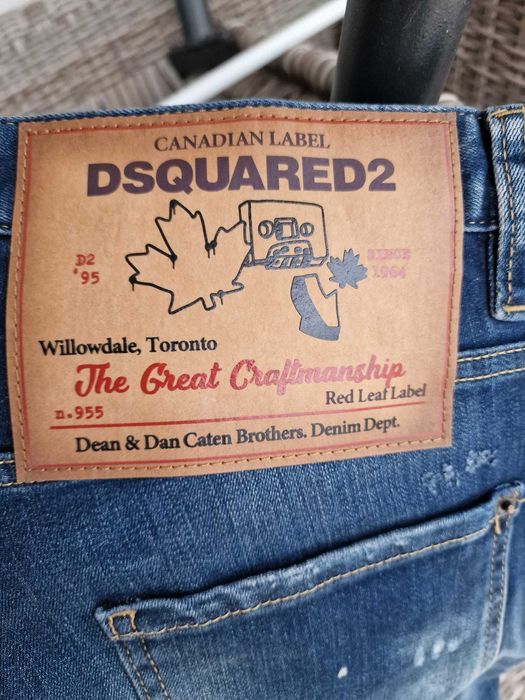 CANADIAN LABEL
DSQUARED2
D2
'95
SINCE
1964
Willowdale, Toronto
The Great Craftmanship
Red Leaf Label
n.955
Dean & Dan Caten Brothers. Denim Dept.